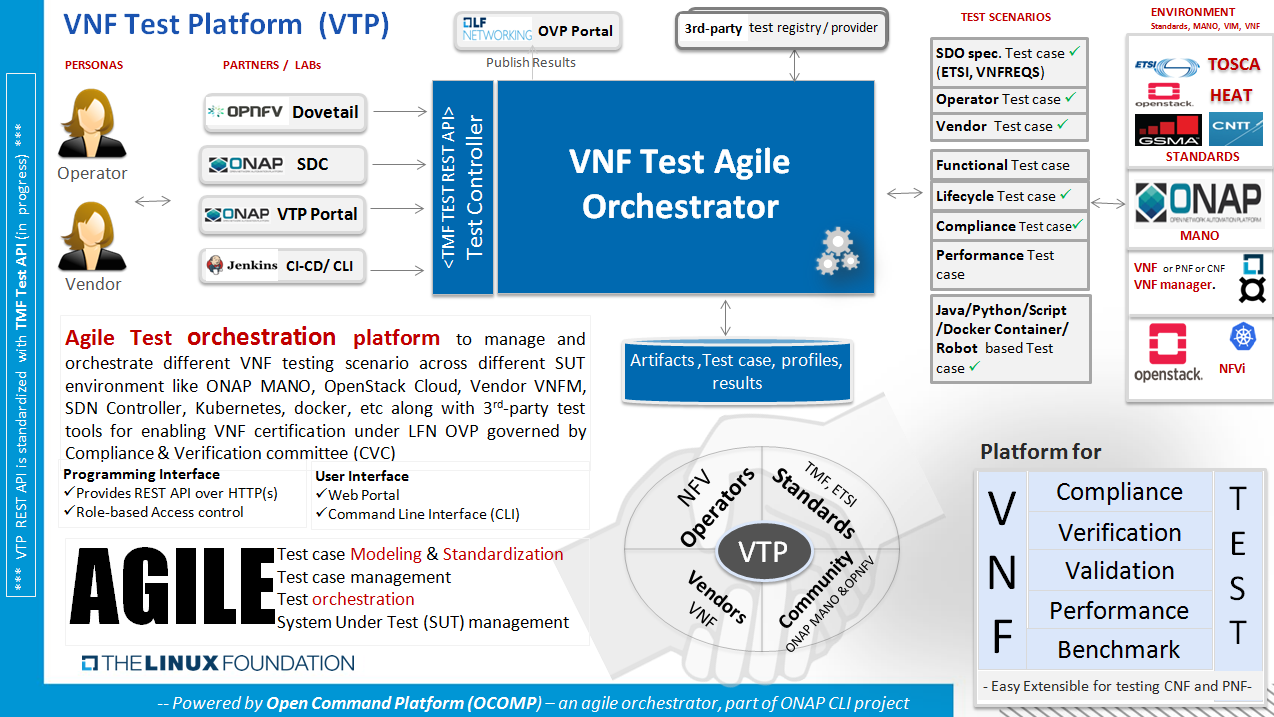 VNF Test Platform (VTP)
LF NETWORKING OVP Portal
Publish Results
3rd-party test registry / provider
TEST SCENARIOS
ENVIRONMENT
Standards, MANO, VIM, VNF
PERSONAS
PARTNERS / LABs
Operator
Vendor
OPNFV Dovetail
ONAP SDC
ONAP VTP Portal
Jenkins CI-CD/ CLI
<TMF TEST REST API>
Test Controller
VNF Test Agile
Orchestrator
SDO spec. Test case ✓
(ETSI, VNFREQS)
Operator Test case ✓
Vendor Test case ✓
Functional Test case
Lifecycle Test case ✓
Compliance Test case✓
Performance Test
case
Java/Python/Script
/Docker Container/
Robot based Test
case ✓
ETSI TOSCA
openstack. HEAT
GSMA CNTT
STANDARDS
ONAP
OPEN NETWORK AUTOMATION PLATFORM
MANO
VNF or PNF or CNF
VNF manager.
openstack. NFVi
*** VTP REST API is standardized with TMF Test API (in progress) ***
Agile Test orchestration platform to manage and
orchestrate different VNF testing scenario across different SUT
environment like ONAP MANO, OpenStack Cloud, Vendor VNFM,
SDN Controller, Kubernetes, docker, etc along with 3rd-party test
tools for enabling VNF certification under LFN OVP governed by
Compliance & Verification committee (CVC)
Programming Interface
✓Provides REST API over HTTP(s)
✓Role-based Access control
User Interface
✓Web Portal
✓Command Line Interface (CLI)
AGILE
Test case Modeling & Standardization
Test case management
Test orchestration
System Under Test (SUT) management
THE LINUX FOUNDATION
Artifacts ,Test case, profiles,
results
NFV
Operators
TMF, ETSI
Standards
VTP
Vendors
VNF
Community
ONAP MANO & OPNFV
Platform for
VNF
Compliance
Verification
Validation
Performance
Benchmark
TEST
- Easy Extensible for testing CNF and PNF-
-- Powered by Open Command Platform (OCOMP) – an agile orchestrator, part of ONAP CLI project